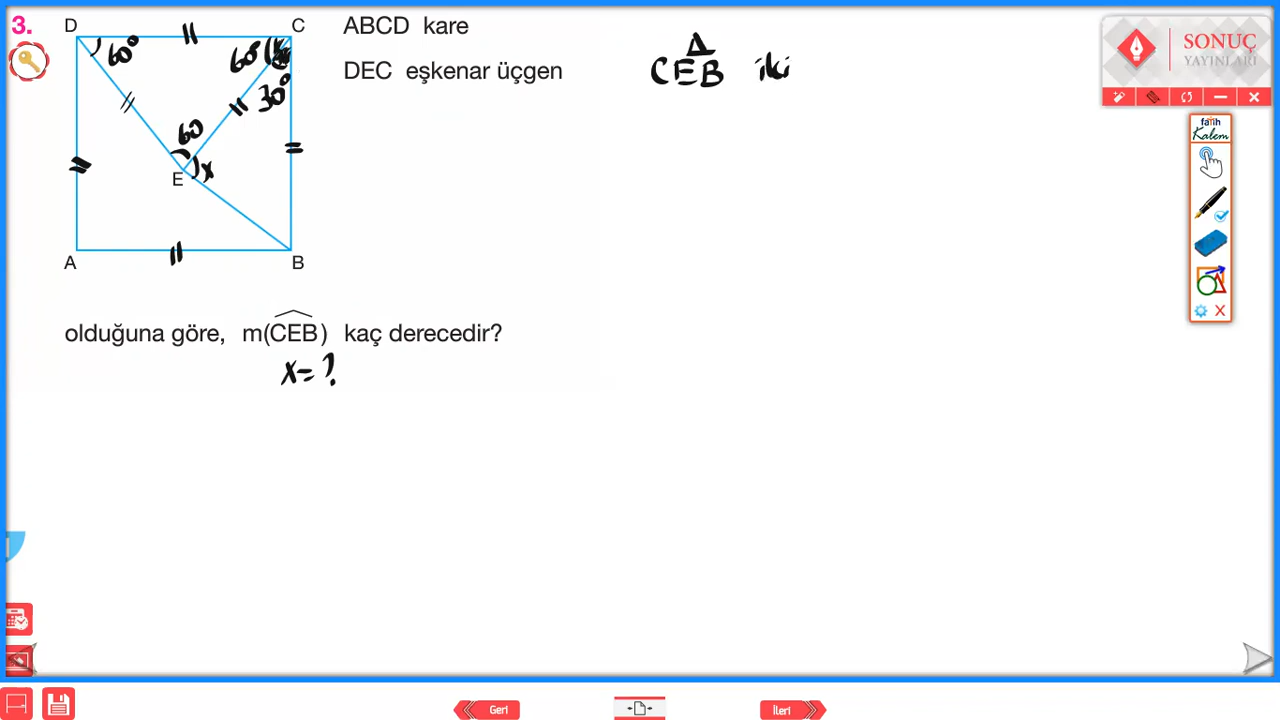 3.
D
C
ABCD kare
DEC eşkenar üçgen
60°
60°
30°
60
x
E
A
B
olduğuna göre, m(CEB) kaç derecedir?
x=?
Δ
CEB iki
SONUÇ
YAYINLARI
fatih
Kalem
Geri
İleri